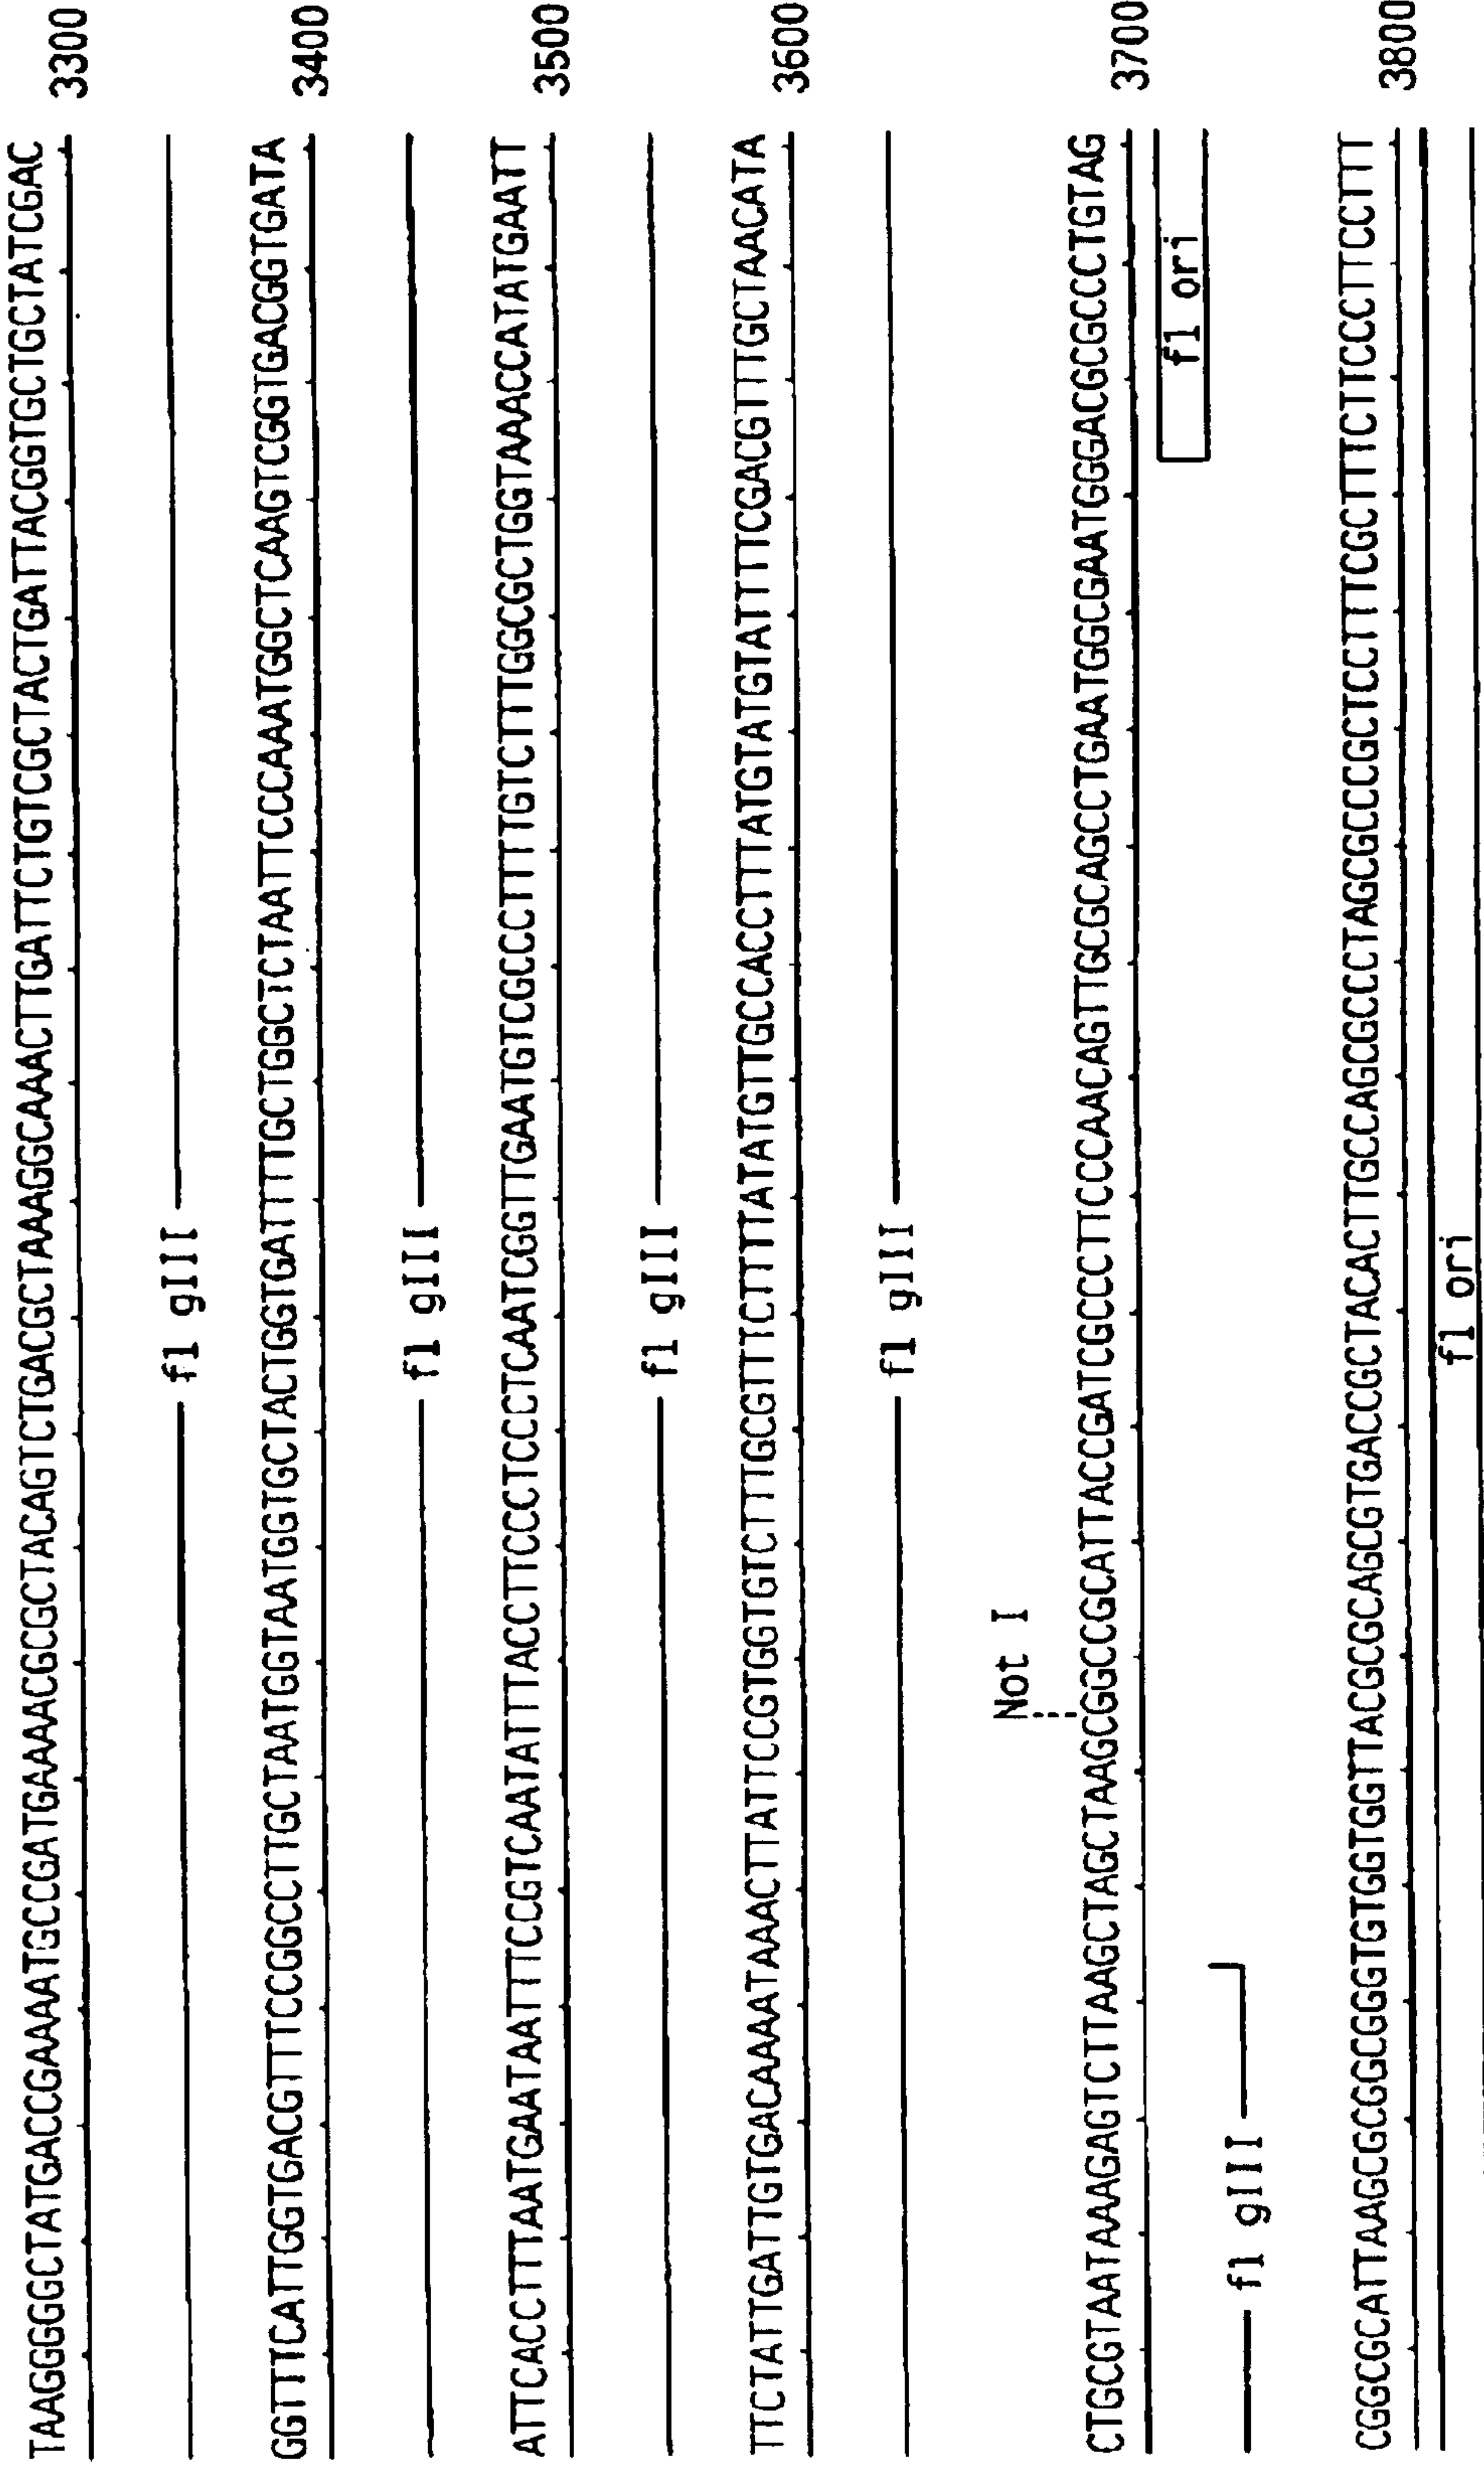 TAAGGGGGCTATGACCGAAAATGCCGATGAAAACGCGCTACAGTCTGACGCTAAAGGCAAACTTGATTCTGTCGCTACTGATTACGGTGCTGCTATCGAC 3300
f1 gIII
GGTTTCATTGGTGACGTTTCCGGCCTTGCTAATGGTAATGGTGCTACTGGTGATTTTGCTGGCTCTAATTCCCAAATGGCTCAAGTCGGTGACGGTGATA 3400
f1 gIII
ATTCACCTTTAATGAATAATTTCCGTCAATATTTACCTTCCCTCCCTCAATCGGTTGAATGTCGCCCTTTTGTCTTTGGCGCTGGTAAACCATATGAATT 3500
f1 gIII
TTCTATTGATTGTGACAAAATAAACTTATTCCGTGGTGTCTTTGCGTTTCTTTTATATGTTGCCACCTTTATGTATGTATTTTCGACGTTTGCTAACATA 3600
f1 gIII
Not I
CTGCGTAATAAAGAGTCTTAAGCTAGCTAAGCGGCCGCATTACCGATCGCCCTTCCCAACAGTTGCGCAGCCTGAATGGCGAATGGGACGCGCCCTGTAG 3700
f1 gIII
f1 ori
CGGCGCATTAAGCGCGGCGGGTGTGGTGGTTACGCGCAGCGTGACCGCTACACTTGCCAGCGCCCTAGCGCCCGCTCCTTTCGCTTTCTTCCCTTCCTTT 3800
f1 ori